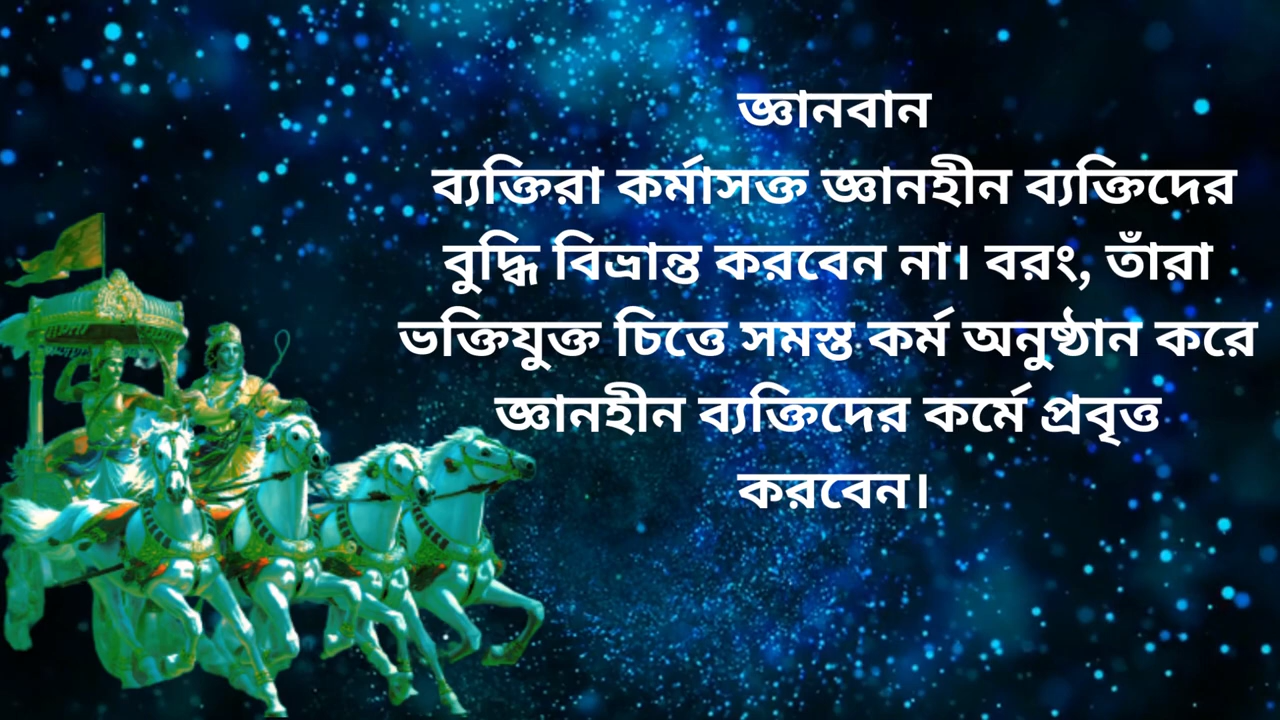 জ্ঞানবান
ব্যক্তিরা কর্মাসক্ত জ্ঞানহীন ব্যক্তিদের
বুদ্ধি বিভ্রান্ত করবেন না। বরং, তাঁরা
ভক্তিযুক্ত চিত্তে সমস্ত কর্ম অনুষ্ঠান করে
জ্ঞানহীন ব্যক্তিদের কর্মে প্রবৃত্ত
করবেন।